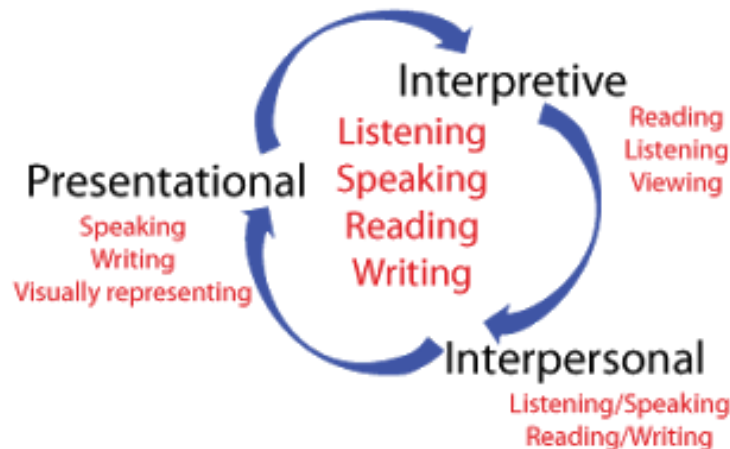 Interpretive
Reading
Listening
Viewing
Listening
Speaking
Reading
Writing
Presentational
Speaking
Writing
Visually representing
Interpersonal
Listening/Speaking
Reading/Writing